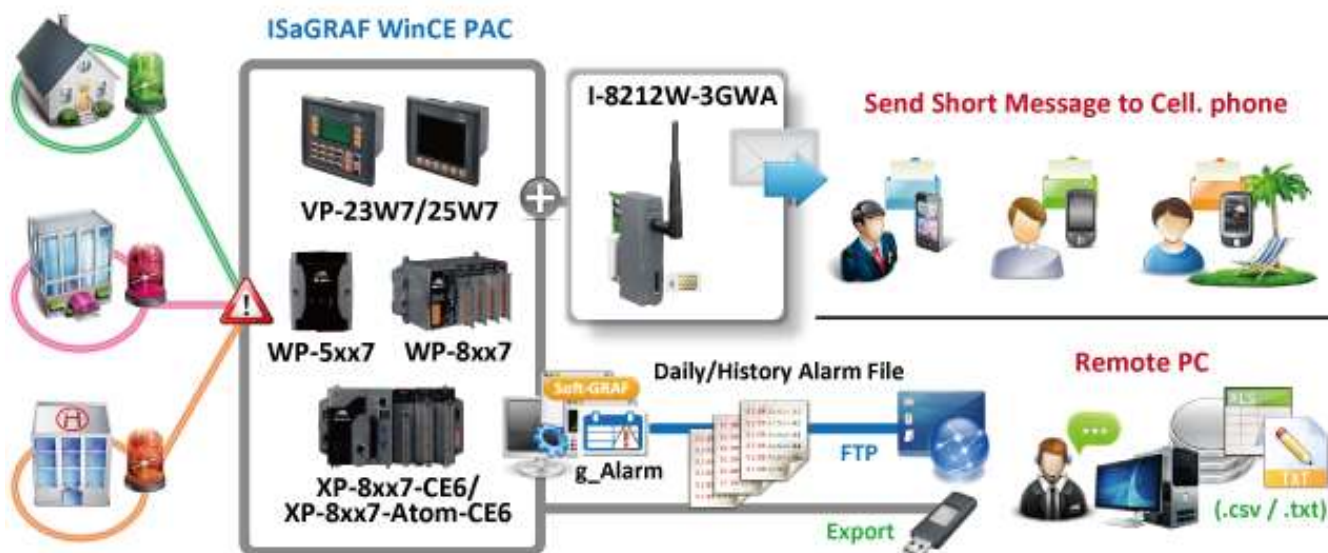 ISaGRAF WinCE PAC
I-8212W-3GWA
Send Short Message to Cell. phone
VP-23W7/25W7
WP-5xx7
WP-8xx7
XP-8xx7-CE6/
XP-8xx7-Atom-CE6
Soft-GRAF
g_Alarm
Daily/History Alarm File
FTP
Export
Remote PC
XLS
TXT
(.csv / .txt)
H